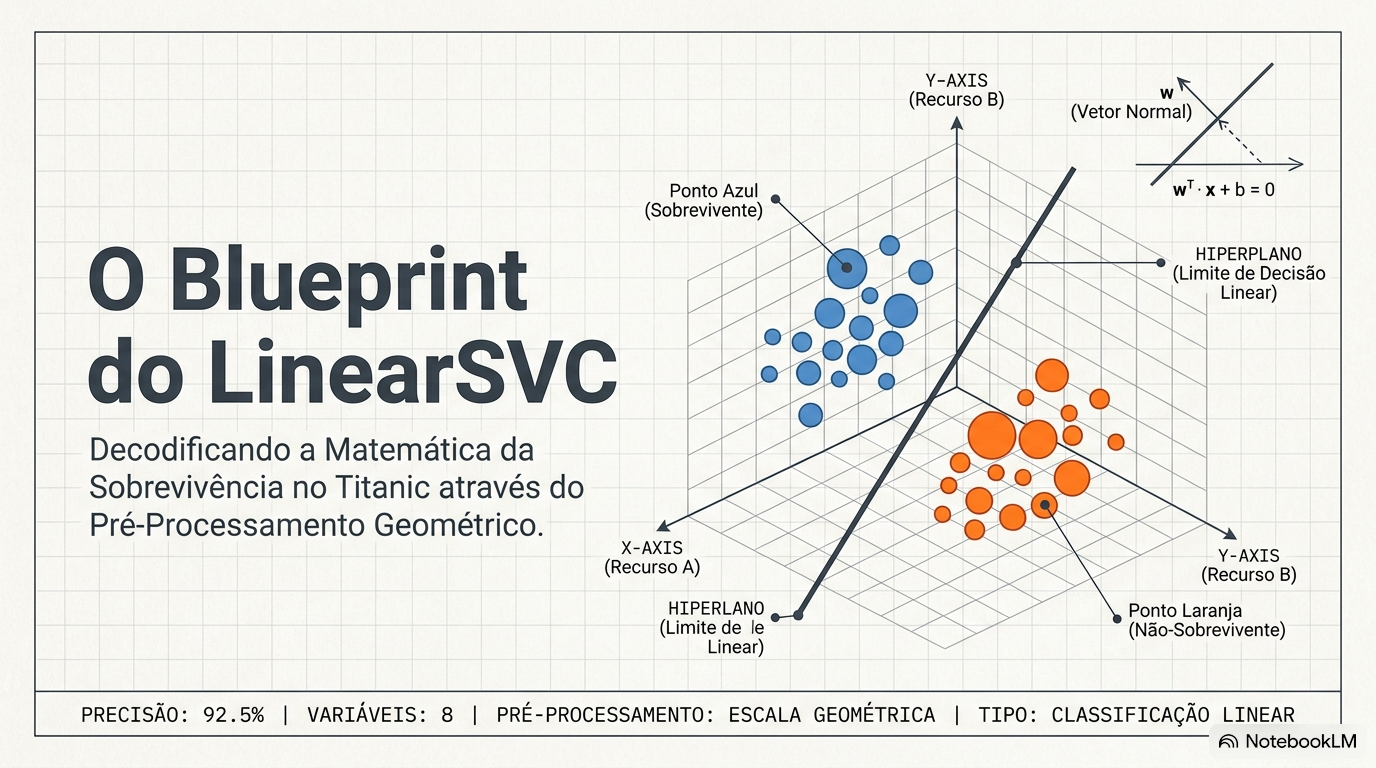 O Blueprint
do LinearSVC
Decodificando a Matemática da
Sobrevivência no Titanic através do
Pré-Processamento Geométrico.
Y-AXIS
(Recurso B)
w
(Vetor Normal)
wᵀ · x + b = 0
Ponto Azul
(Sobrevivente)
HIPERPLANO
(Limite de Decisão
Linear)
X-AXIS
(Recurso A)
Y-AXIS
(Recurso B)
HIPERLANO
(Limite de le
Linear)
Ponto Laranja
(Não-Sobrevivente)
PRECISÃO: 92.5% | VARIÁVEIS: 8 | PRÉ-PROCESSAMENTO: ESCALA GEOMÉTRICA | TIPO: CLASSIFICAÇÃO LINEAR
NotebookLM